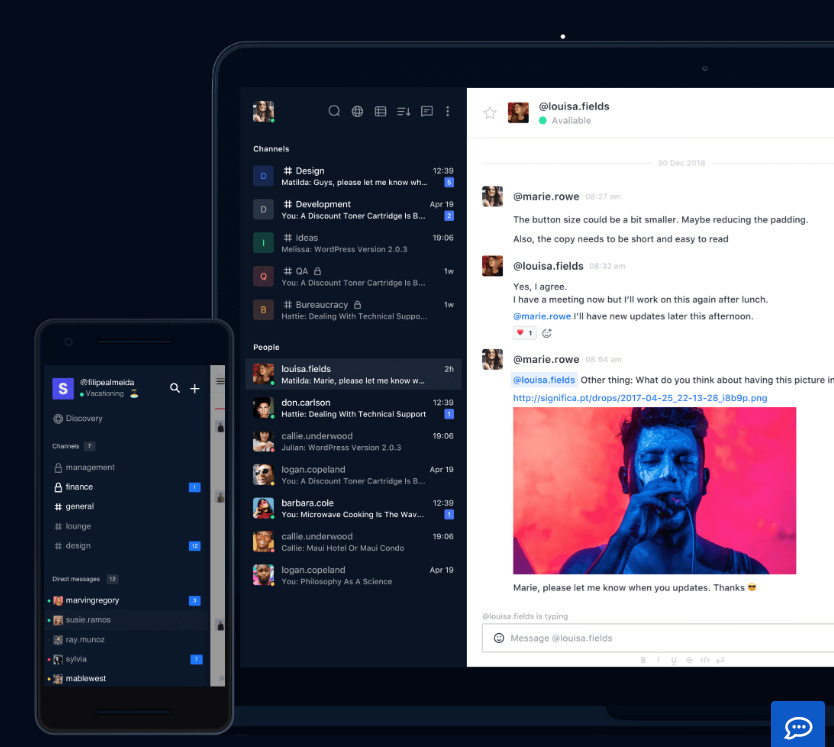 Channels
D
# Design
12:39
Matilda: Guys, please let me know wh...
5
D
# Development
Apr 19
You: A Discount Toner Cartridge Is B...
2
I
# Ideas
19:06
Melissa: WordPress Version 2.0.3
Q
# QA
1w
You: A Discount Toner Cartridge Is B...
B
# Bureaucracy
1w
Hattie: Dealing With Technical Suppo...
People
louisa.fields
2h
Matilda: Marie, please let me know w...
don.carlson
12:39
Hattie: Dealing With Technical Support
1
callie.underwood
19:06
Julian: WordPress Version 2.0.3
logan.copeland
Apr 19
You: A Discount Toner Cartridge Is B...
barbara.cole
12:39
You: Microwave Cooking Is The Wav...
1
callie.underwood
19:06
Callie: Maui Hotel Or Maui Condo
logan.copeland
Apr 19
You: Philosophy As A Science
@louisa.fields
Available
30 Dec 2018
@marie.rowe 08:27 am
The button size could be a bit smaller. Maybe reducing the padding.
Also, the copy needs to be short and easy to read
@louisa.fields 08:32 am
Yes, I agree.
I have a meeting now but I'll work on this again after lunch.
@marie.rowe I'll have new updates later this afternoon.
1
@marie.rowe 08:54 am
@louisa.fields Other thing: What do you think about having this picture in
http://significa.pt/drops/2017-04-25_22-13-28_i8b9p.png
Marie, please let me know when you updates. Thanks 😎
@louisa.fields is typing
Message @louisa.fields
B I U S </>
S
@filipealmeida
Vacationing
Discovery
Channels 7
management
finance
1
# general
# lounge
# design
12
Direct messages 12
marvingregory
3
susie.ramos
ray.munoz
sylvia
7
mablewest